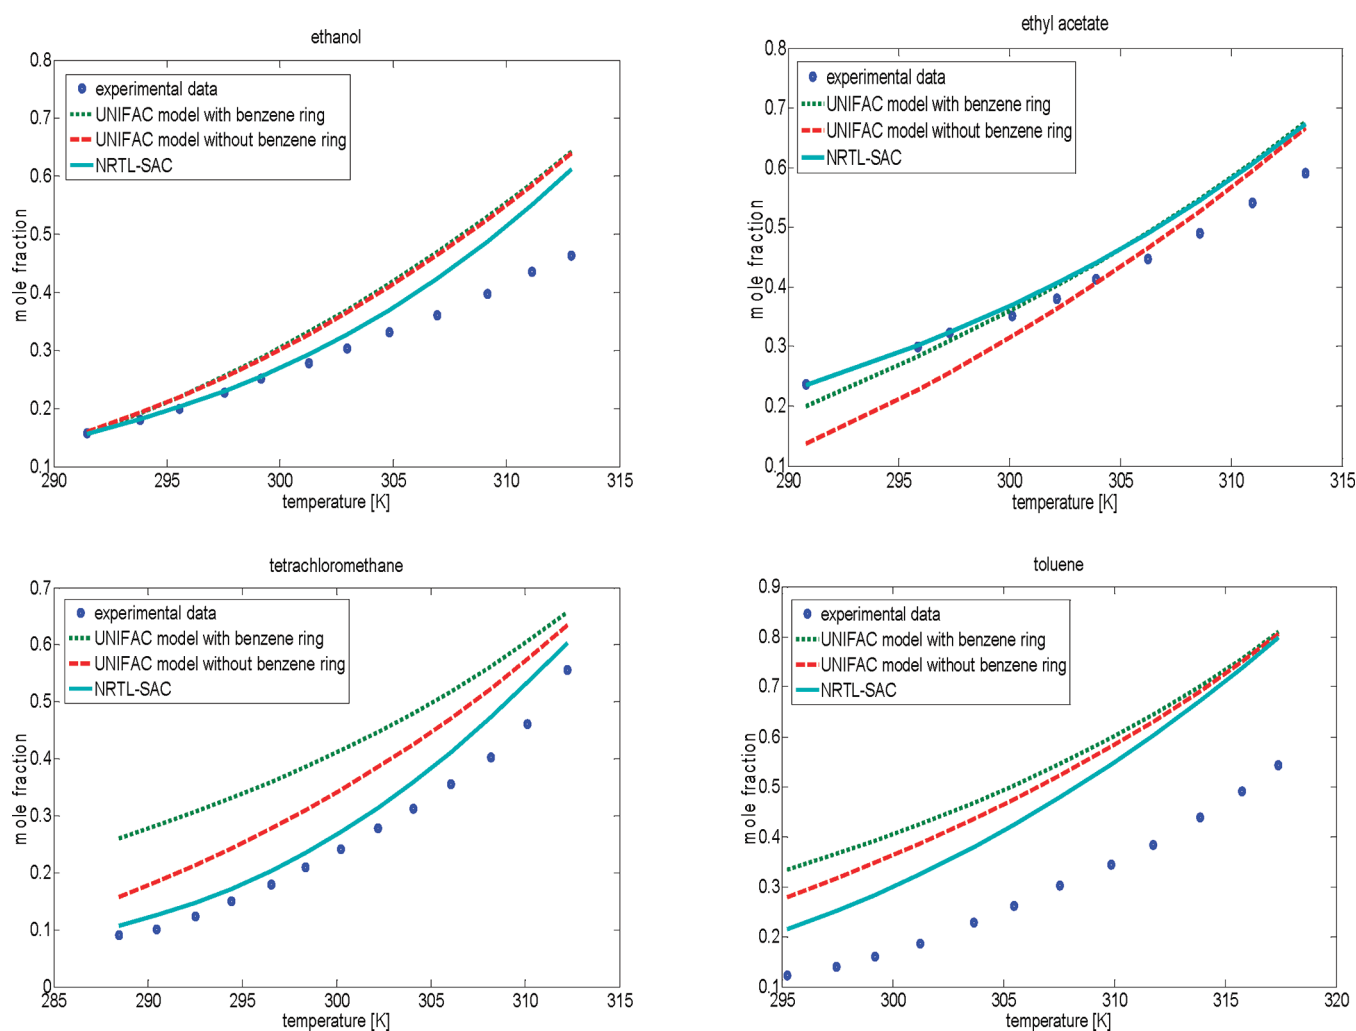 ethanol
0.8
0.7
0.6
0.5
0.4
0.3
0.2
0.1
mole fraction
experimental data
UNIFAC model with benzene ring
UNIFAC model without benzene ring
NRTL-SAC
290 295 300 305 310 315
temperature [K]
ethyl acetate
0.8
0.7
0.6
0.5
0.4
0.3
0.2
0.1
mole fraction
experimental data
UNIFAC model with benzene ring
UNIFAC model without benzene ring
NRTL-SAC
290 295 300 305 310 315
temperature [K]
tetrachloromethane
0.7
0.6
0.5
0.4
0.3
0.2
0.1
0
mole fraction
experimental data
UNIFAC model with benzene ring
UNIFAC model without benzene ring
NRTL-SAC
285 290 295 300 305 310 315
temperature [K]
toluene
0.9
0.8
0.7
0.6
0.5
0.4
0.3
0.2
0.1
mole fraction
experimental data
UNIFAC model with benzene ring
UNIFAC model without benzene ring
NRTL-SAC
295 300 305 310 315 320
temperature [K]